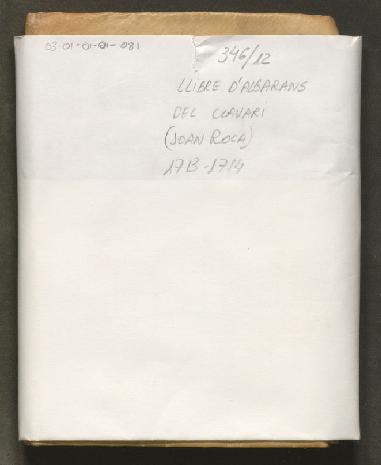 03-01-01-01-081
346/12
LLIBRE D'ALBARANS
DEL CLAVARI
(JOAN ROCA)
1713-1714